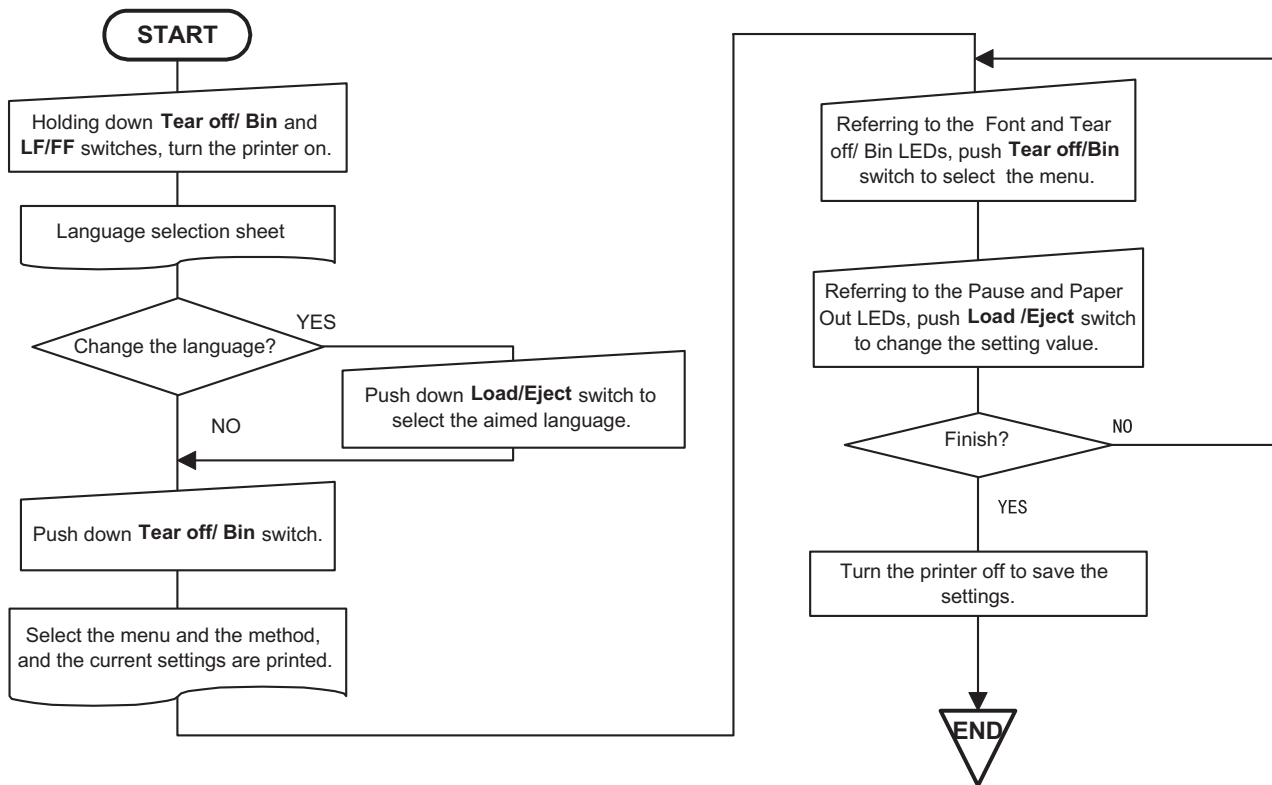 START
Holding down Tear off/ Bin and
LF/FF switches, turn the printer on.
Language selection sheet
Change the language?
YES
Push down Load/Eject switch to
select the aimed language.
NO
Push down Tear off/ Bin switch.
Select the menu and the method,
and the current settings are printed.
Referring to the Font and Tear
off/ Bin LEDs, push Tear off/Bin
switch to select the menu.
Referring to the Pause and Paper
Out LEDs, push Load /Eject switch
to change the setting value.
Finish?
NO
YES
Turn the printer off to save the
settings.
END